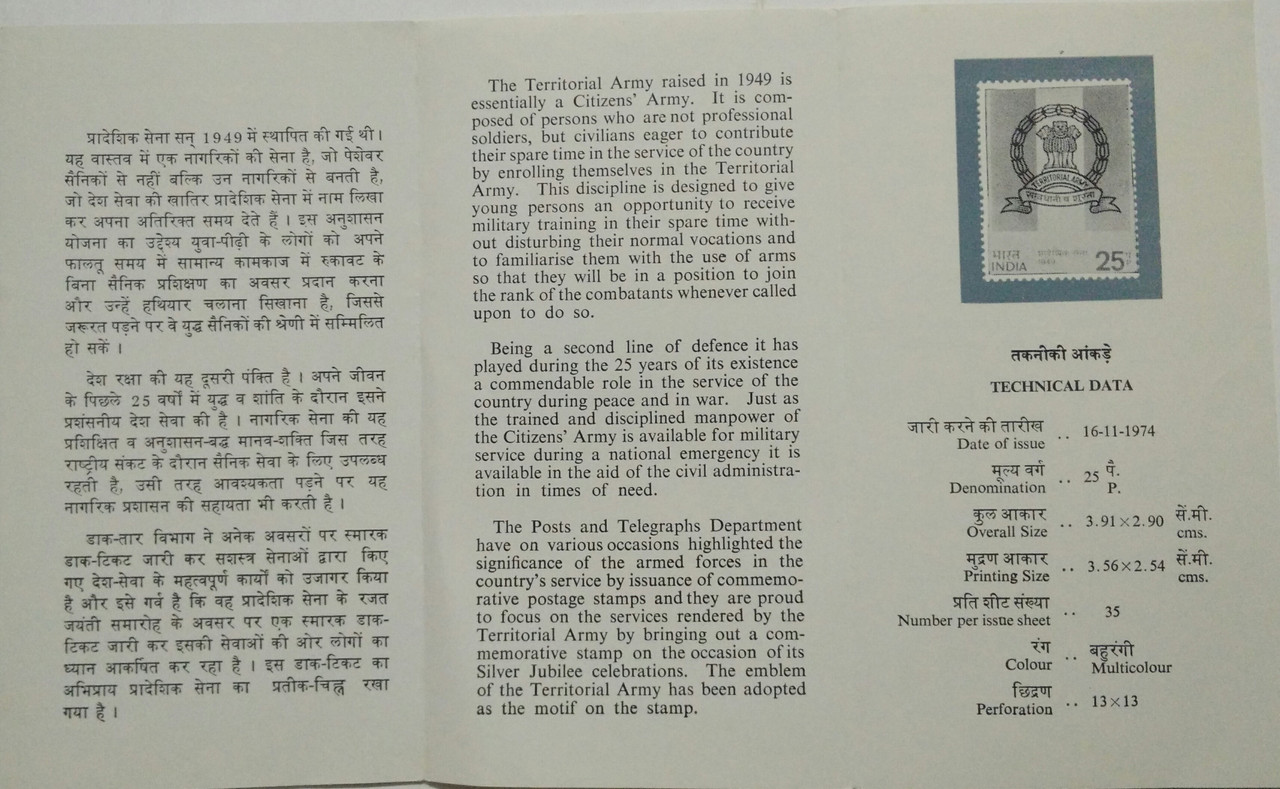 प्रादेशिक सेना सन् 1949 में स्थापित की गई थी।
यह वास्तव में एक नागरिकों की सेना है, जो पेशेवर
सैनिकों से नहीं बल्कि उन नागरिकों से बनती है,
जो देश सेवा की खातिर प्रादेशिक सेना में नाम लिखा
कर अपना अतिरिक्त समय देते हैं। इस अनुशासन
योजना का उद्देश्य युवा-पीढ़ी के लोगों को अपने
फालतू समय में सामान्य कामकाज में रुकावट के
बिना सैनिक प्रशिक्षण का अवसर प्रदान करना
और उन्हें हथियार चलाना सिखाना है, जिससे
जरूरत पड़ने पर वे युद्ध सैनिकों की श्रेणी में सम्मिलित
हो सकें।
देश रक्षा की यह दूसरी पंक्ति है। अपने जीवन
के पिछले 25 वर्षों में युद्ध व शांति के दौरान इसने
प्रशंसनीय देश सेवा की है। नागरिक सेना की यह
प्रशिक्षित व अनुशासन-बद्ध मानव-शक्ति जिस तरह
राष्ट्रीय संकट के दौरान सैनिक सेवा के लिए उपलब्ध
रहती है, उसी तरह आवश्यकता पड़ने पर यह
नागरिक प्रशासन की सहायता भी करती है।
डाक-तार विभाग ने अनेक अवसरों पर स्मारक
डाक-टिकट जारी कर सशस्त्र सेनाओं द्वारा किए
गए देश-सेवा के महत्वपूर्ण कार्यों को उजागर किया
है और इसे गर्व है कि वह प्रादेशिक सेना के रजत
जयंती समारोह के अवसर पर एक स्मारक डाक-
टिकट जारी कर इसकी सेवाओं की ओर लोगों का
ध्यान आकर्षित कर रहा है। इस डाक-टिकट का
अभिप्राय प्रादेशिक सेना का प्रतीक-चिह्न रखा
गया है।
The Territorial Army raised in 1949 is
essentially a Citizens' Army. It is com-
posed of persons who are not professional
soldiers, but civilians eager to contribute
their spare time in the service of the country
by enrolling themselves in the Territorial
Army. This discipline is designed to give
young persons an opportunity to receive
military training in their spare time with-
out disturbing their normal vocations and
to familiarise them with the use of arms
so that they will be in a position to join
the rank of the combatants whenever called
upon to do so.
Being a second line of defence it has
played during the 25 years of its existence
a commendable role in the service of the
country during peace and in war. Just as
the trained and disciplined manpower of
the Citizens' Army is available for military
service during a national emergency it is
available in the aid of the civil administra-
tion in times of need.
The Posts and Telegraphs Department
have on various occasions highlighted the
significance of the armed forces in the
country's service by issuance of commemo-
rative postage stamps and they are proud
to focus on the services rendered by the
Territorial Army by bringing out a com-
memorative stamp on the occasion of its
Silver Jubilee celebrations. The emblem
of the Territorial Army has been adopted
as the motif on the stamp.
TERRITORIAL ARMY
सावधानी व शूरता
भारत
INDIA
25
तकनीकी आंकड़े
TECHNICAL DATA
जारी करने की तारीख
Date of issue .. 16-11-1974
मूल्य वर्ग
Denomination .. 25 पै.
P.
कुल आकार
Overall Size .. 3.91×2.90 सें.मी.
cms.
मुद्रण आकार
Printing Size .. 3.56×2.54 सें.मी.
cms.
प्रति शीट संख्या
Number per issue sheet .. 35
रंग
Colour .. बहुरंगी
Multicolour
छिद्रण
Perforation .. 13×13